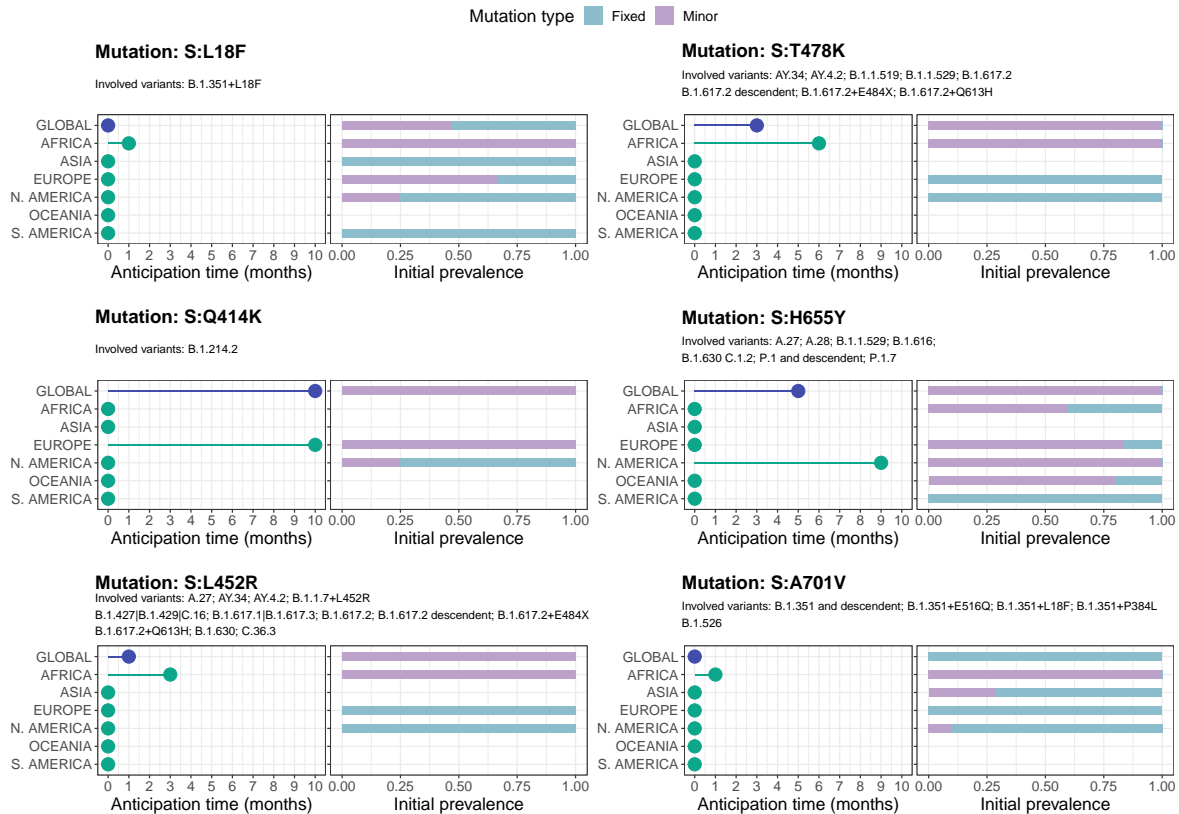 Mutation type Fixed Minor
Mutation: S:L18F
Involved variants: B.1.351+L18F
GLOBAL
AFRICA
ASIA
EUROPE
N. AMERICA
OCEANIA
S. AMERICA
0 1 2 3 4 5 6 7 8 9 10
Anticipation time (months)
0.00 0.25 0.50 0.75 1.00
Initial prevalence
Mutation: S:T478K
Involved variants: AY.34; AY.4.2; B.1.1.519; B.1.1.529; B.1.617.2
B.1.617.2 descendent; B.1.617.2+E484X; B.1.617.2+Q613H
GLOBAL
AFRICA
ASIA
EUROPE
N. AMERICA
OCEANIA
S. AMERICA
0 1 2 3 4 5 6 7 8 9 10
Anticipation time (months)
0.00 0.25 0.50 0.75 1.00
Initial prevalence
Mutation: S:Q414K
Involved variants: B.1.214.2
GLOBAL
AFRICA
ASIA
EUROPE
N. AMERICA
OCEANIA
S. AMERICA
0 1 2 3 4 5 6 7 8 9 10
Anticipation time (months)
0.00 0.25 0.50 0.75 1.00
Initial prevalence
Mutation: S:H655Y
Involved variants: A.27; A.28; B.1.1.529; B.1.616;
B.1.630 C.1.2; P.1 and descendent; P.1.7
GLOBAL
AFRICA
ASIA
EUROPE
N. AMERICA
OCEANIA
S. AMERICA
0 1 2 3 4 5 6 7 8 9 10
Anticipation time (months)
0.00 0.25 0.50 0.75 1.00
Initial prevalence
Mutation: S:L452R
Involved variants: A.27; AY.34; AY.4.2; B.1.1.7+L452R
B.1.427|B.1.429|C.16; B.1.617.1|B.1.617.3; B.1.617.2; B.1.617.2 descendent; B.1.617.2+E484X
B.1.617.2+Q613H; B.1.630; C.36.3
GLOBAL
AFRICA
ASIA
EUROPE
N. AMERICA
OCEANIA
S. AMERICA
0 1 2 3 4 5 6 7 8 9 10
Anticipation time (months)
0.00 0.25 0.50 0.75 1.00
Initial prevalence
Mutation: S:A701V
Involved variants: B.1.351 and descendent; B.1.351+E516Q; B.1.351+L18F; B.1.351+P384L
B.1.526
GLOBAL
AFRICA
ASIA
EUROPE
N. AMERICA
OCEANIA
S. AMERICA
0 1 2 3 4 5 6 7 8 9 10
Anticipation time (months)
0.00 0.25 0.50 0.75 1.00
Initial prevalence